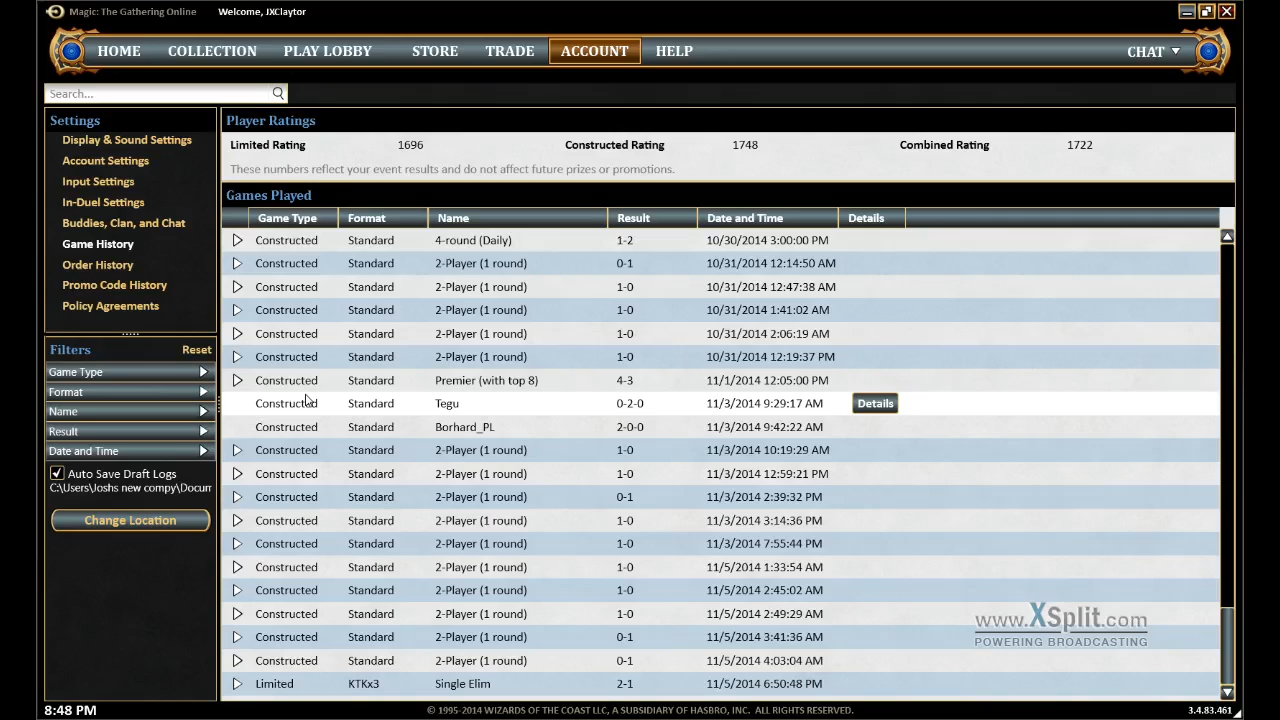 Magic: The Gathering Online Welcome, JXClaytor
HOME COLLECTION PLAY LOBBY STORE TRADE ACCOUNT HELP CHAT
Search...
Settings
Display & Sound Settings
Account Settings
Input Settings
In-Duel Settings
Buddies, Clan, and Chat
Game History
Order History
Promo Code History
Policy Agreements
Filters Reset
Game Type
Format
Name
Result
Date and Time
Auto Save Draft Logs
C:\Users\Joshs new compy\Docum
Change Location
Player Ratings
Limited Rating 1696 Constructed Rating 1748 Combined Rating 1722
These numbers reflect your event results and do not affect future prizes or promotions.
Games Played
Game Type Format Name Result Date and Time Details
Constructed Standard 4-round (Daily) 1-2 10/30/2014 3:00:00 PM
Constructed Standard 2-Player (1 round) 0-1 10/31/2014 12:14:50 AM
Constructed Standard 2-Player (1 round) 1-0 10/31/2014 12:47:38 AM
Constructed Standard 2-Player (1 round) 1-0 10/31/2014 1:41:02 AM
Constructed Standard 2-Player (1 round) 1-0 10/31/2014 2:06:19 AM
Constructed Standard 2-Player (1 round) 1-0 10/31/2014 12:19:37 PM
Constructed Standard Premier (with top 8) 4-3 11/1/2014 12:05:00 PM
Constructed Standard Tegu 0-2-0 11/3/2014 9:29:17 AM Details
Constructed Standard Borhard_PL 2-0-0 11/3/2014 9:42:22 AM
Constructed Standard 2-Player (1 round) 1-0 11/3/2014 10:19:29 AM
Constructed Standard 2-Player (1 round) 1-0 11/3/2014 12:59:21 PM
Constructed Standard 2-Player (1 round) 0-1 11/3/2014 2:39:32 PM
Constructed Standard 2-Player (1 round) 1-0 11/3/2014 3:14:36 PM
Constructed Standard 2-Player (1 round) 1-0 11/3/2014 7:55:44 PM
Constructed Standard 2-Player (1 round) 1-0 11/5/2014 1:33:54 AM
Constructed Standard 2-Player (1 round) 1-0 11/5/2014 2:45:02 AM
Constructed Standard 2-Player (1 round) 1-0 11/5/2014 2:49:29 AM
Constructed Standard 2-Player (1 round) 0-1 11/5/2014 3:41:36 AM
Constructed Standard 2-Player (1 round) 0-1 11/5/2014 4:03:04 AM
Limited KTKx3 Single Elim 2-1 11/5/2014 6:50:48 PM
www.XSplit.com
POWERING BROADCASTING
8:48 PM © 1995-2014 WIZARDS OF THE COAST LLC, A SUBSIDIARY OF HASBRO, INC. ALL RIGHTS RESERVED. 3.4.83.461